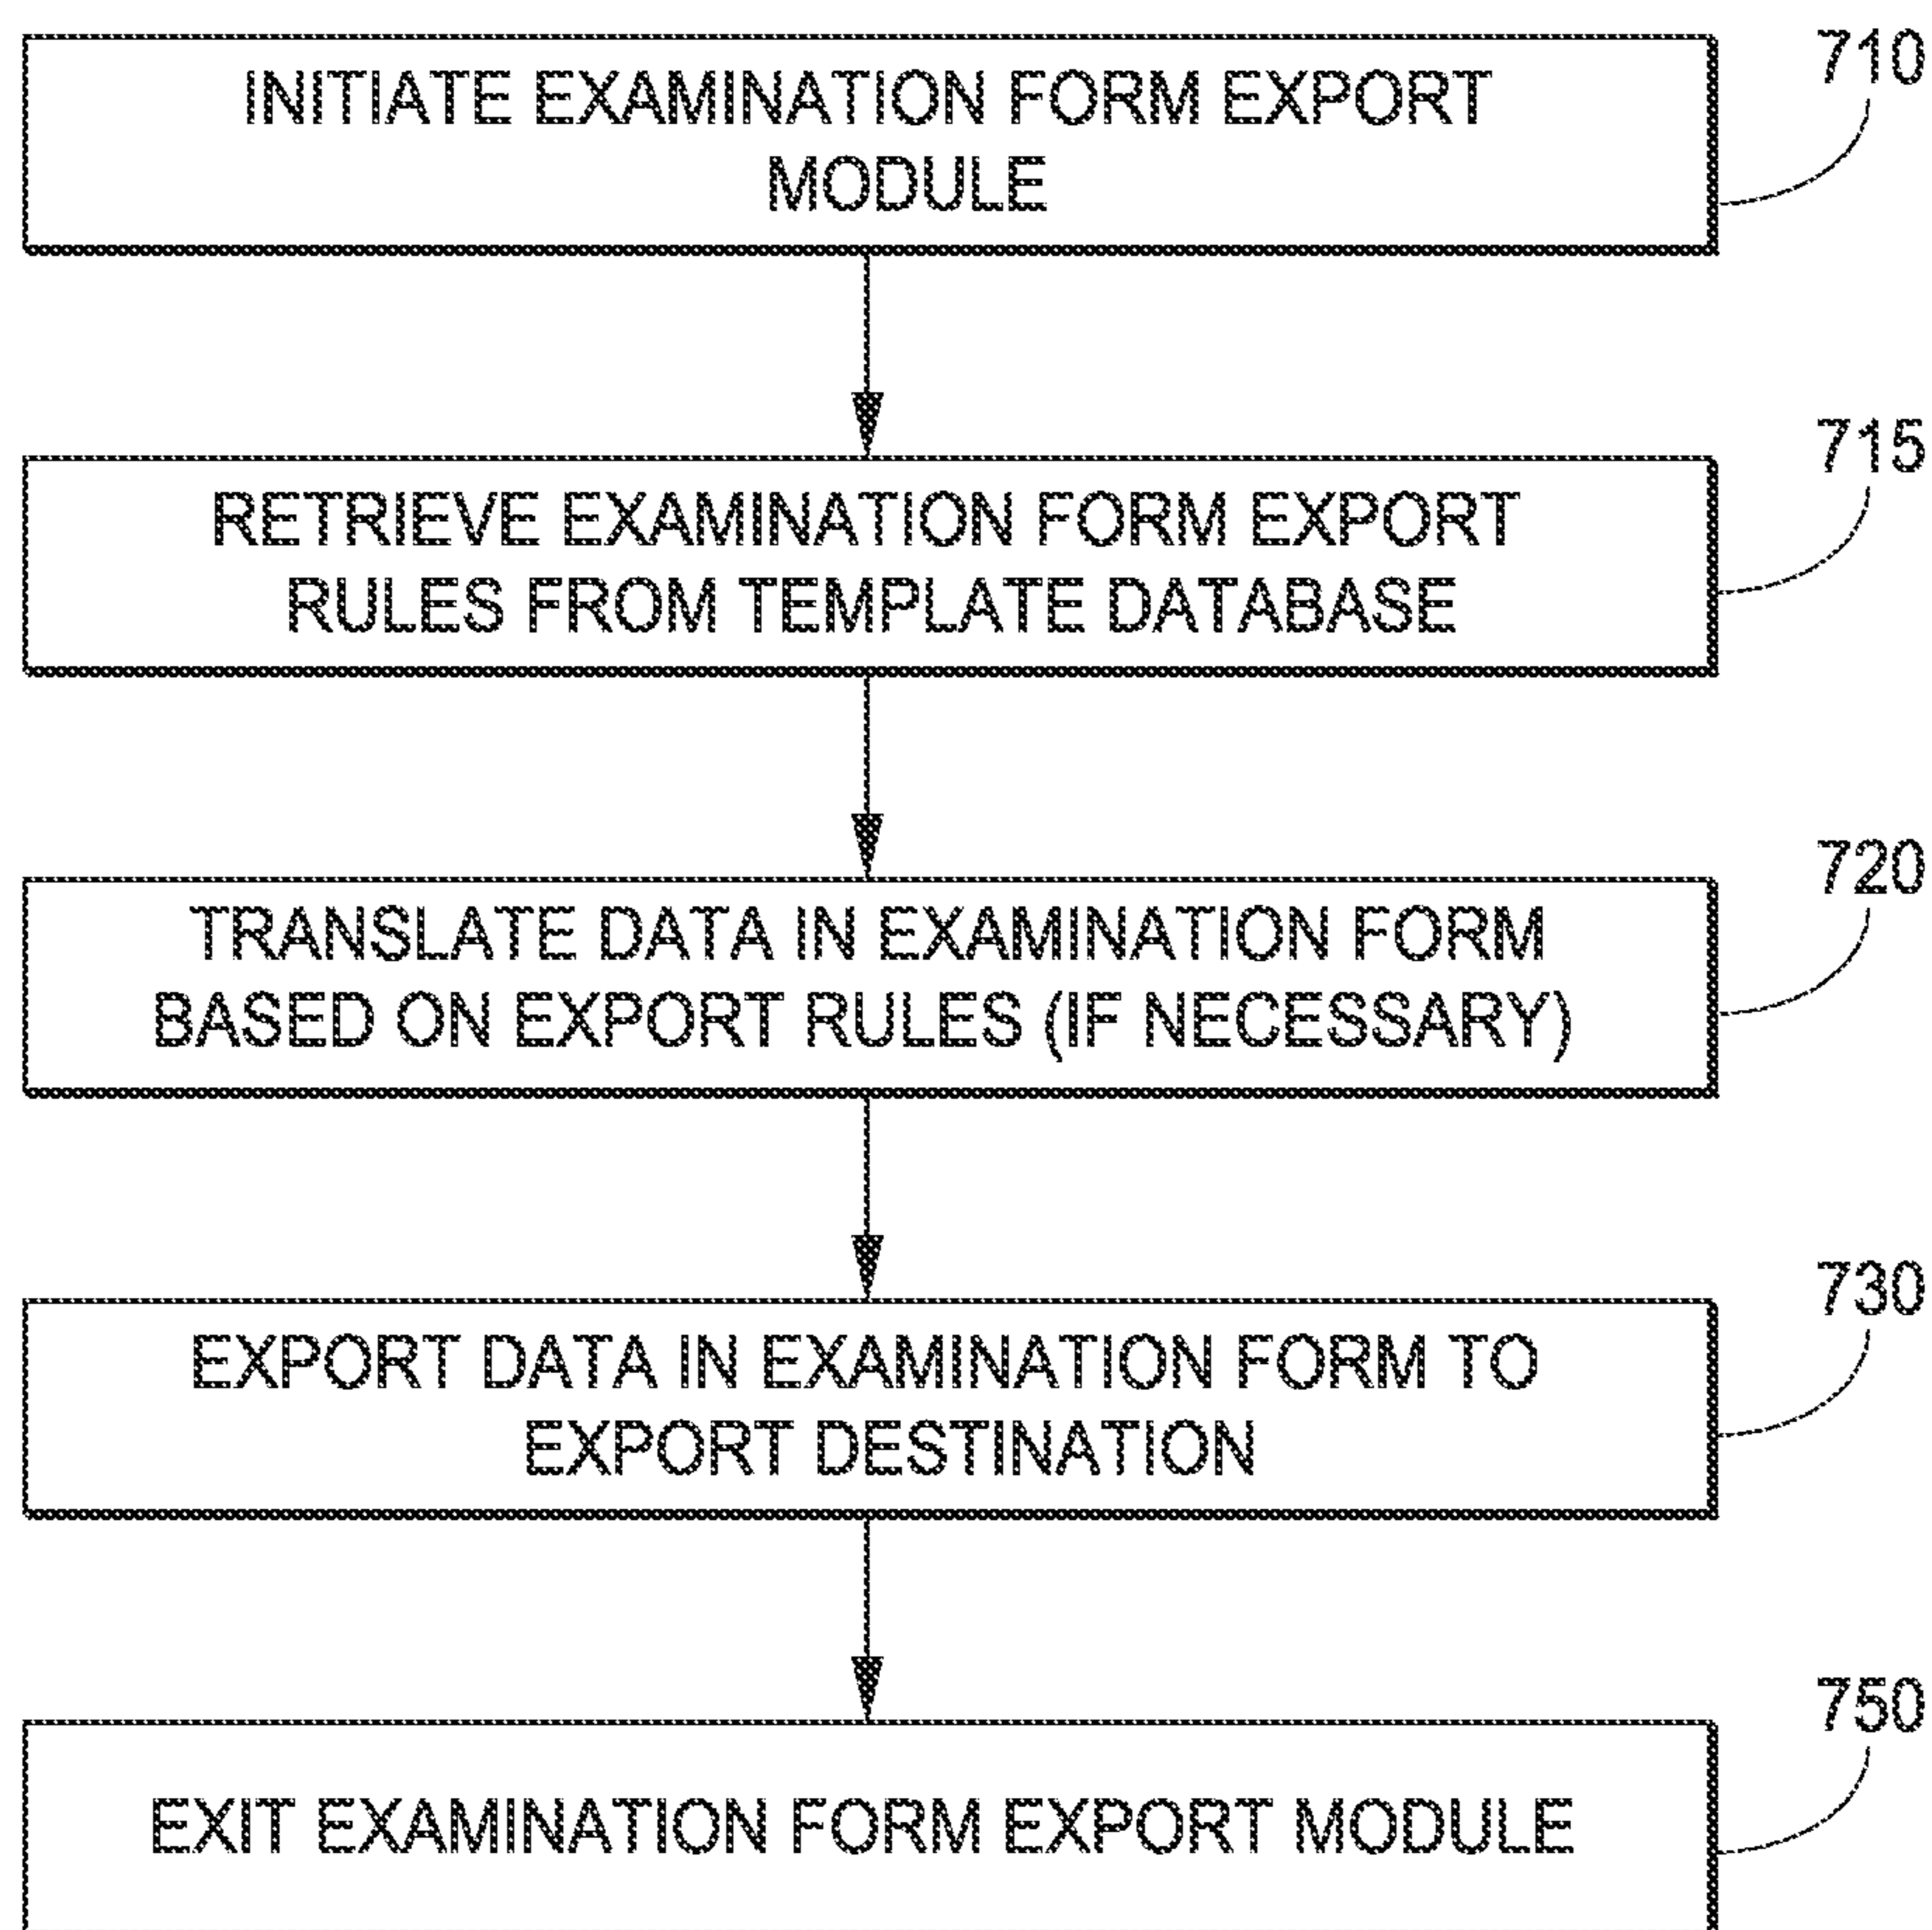 INITIATE EXAMINATION FORM EXPORT
MODULE
710
RETRIEVE EXAMINATION FORM EXPORT
RULES FROM TEMPLATE DATABASE
715
TRANSLATE DATA IN EXAMINATION FORM
BASED ON EXPORT RULES (IF NECESSARY)
720
EXPORT DATA IN EXAMINATION FORM TO
EXPORT DESTINATION
730
EXIT EXAMINATION FORM EXPORT MODULE
750